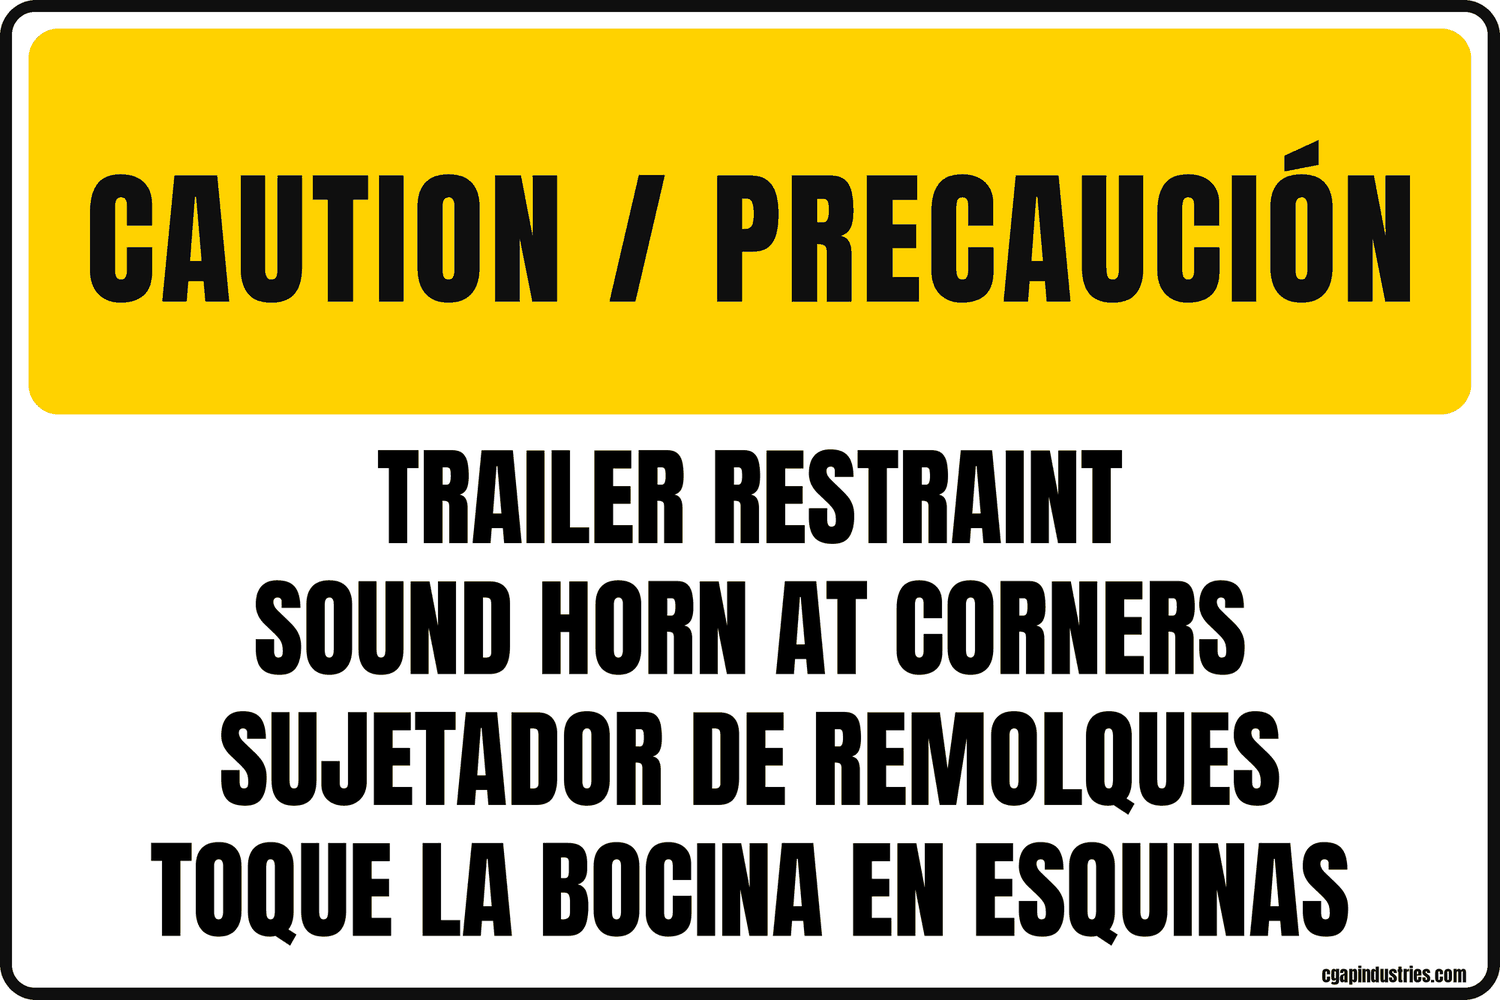 CAUTION / PRECAUCIÓN
TRAILER RESTRAINT
SOUND HORN AT CORNERS
SUJETADOR DE REMOLQUES
TOQUE LA BOCINA EN ESQUINAS
cgapindustries.com